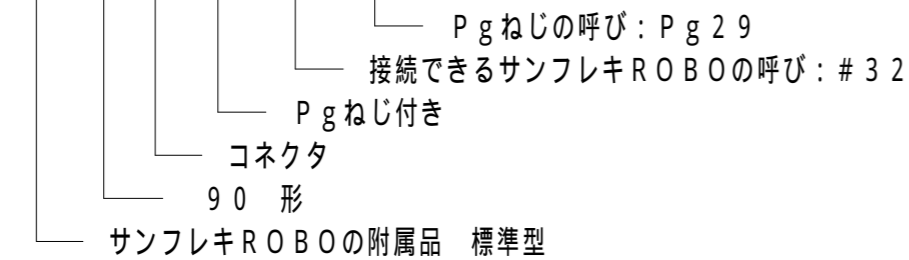 Ｐｇねじの呼び：Ｐｇ２９
接続できるサンフレキＲＯＢＯの呼び：＃３２
Ｐｇねじ付き
コネクタ
９０　形
サンフレキＲＯＢＯの附属品　標準型